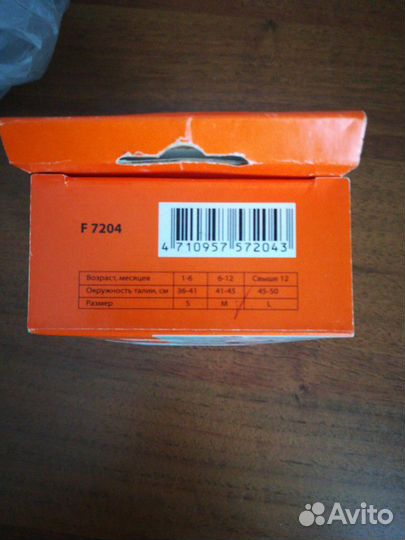 F 7204
4 710957 572043
Возраст, месяцев 1-6 6-12 Свыше 12
Окружность талии, см 36-41 41-45 45-50
Размер S M L
Avito